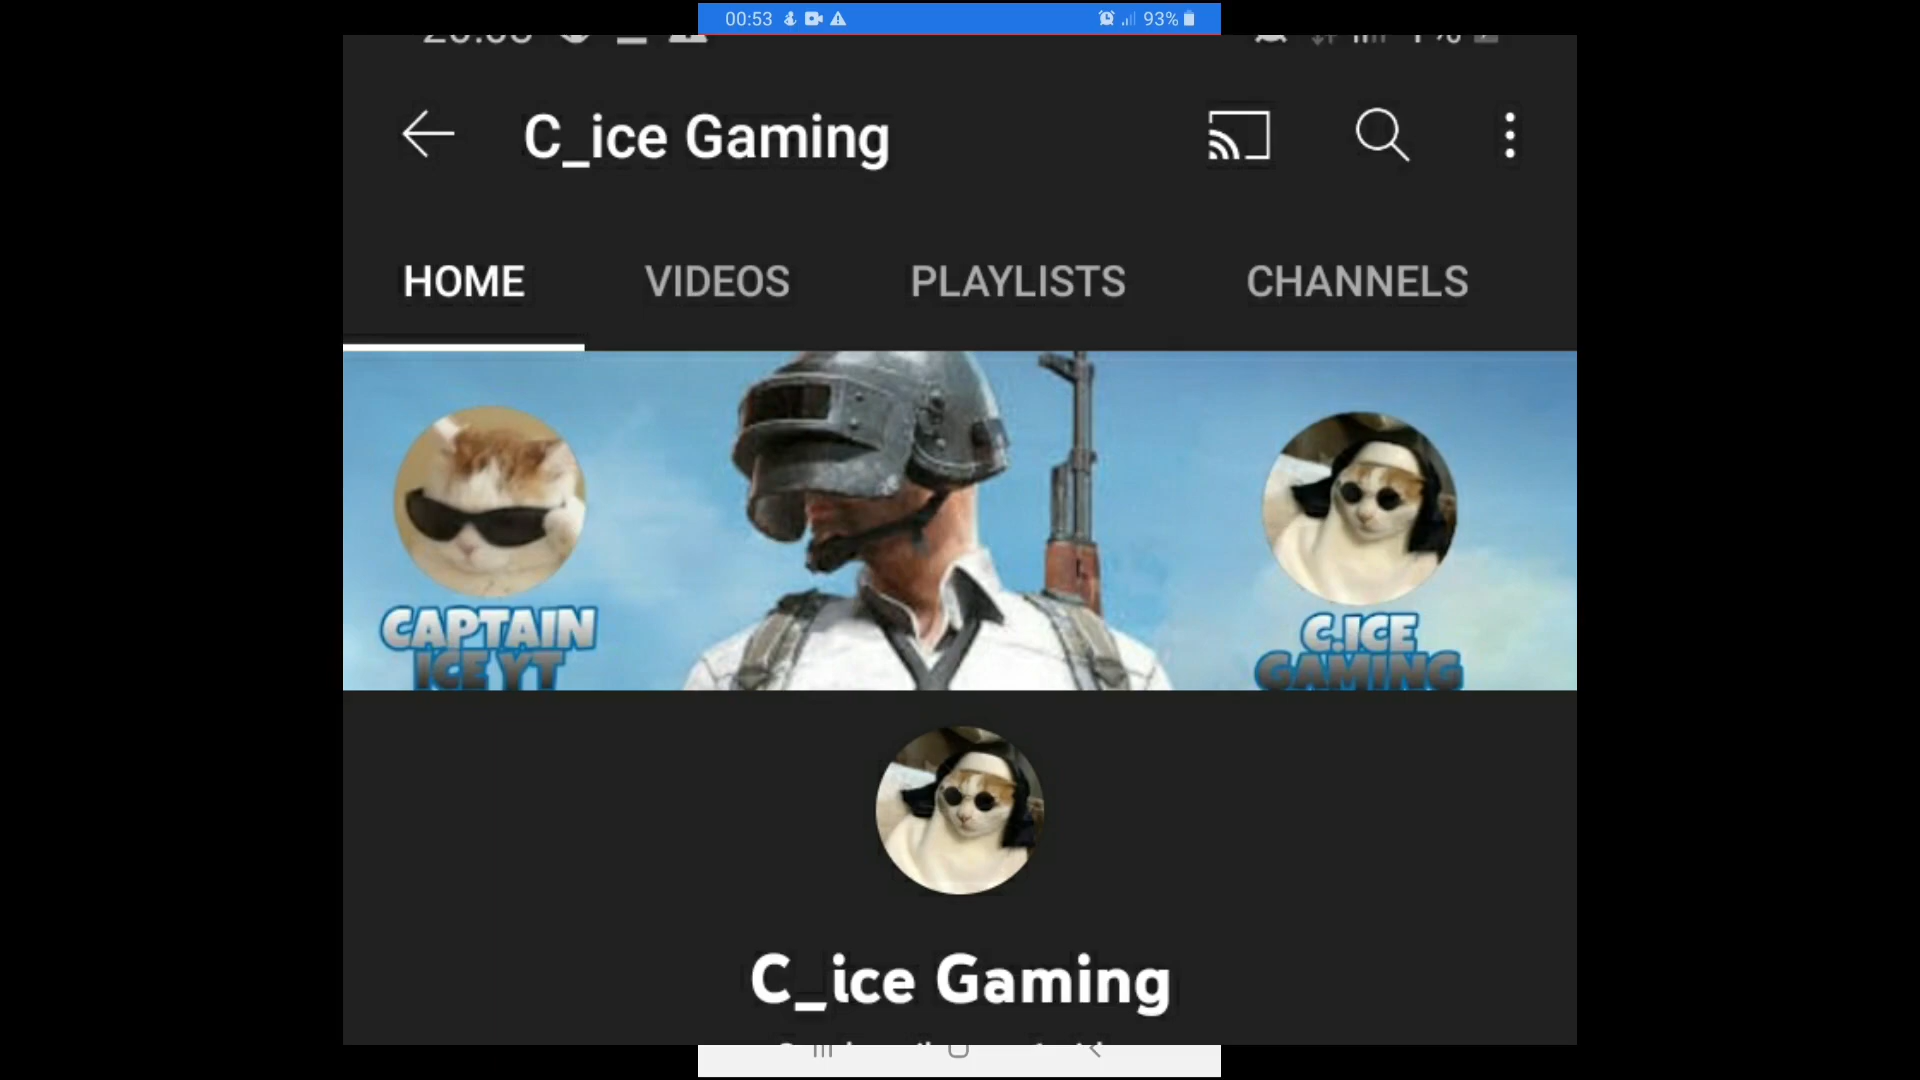 00:53 93%
C_ice Gaming
HOME VIDEOS PLAYLISTS CHANNELS
CAPTAIN
ICE YT
C.ICE
GAMING
C_ice Gaming